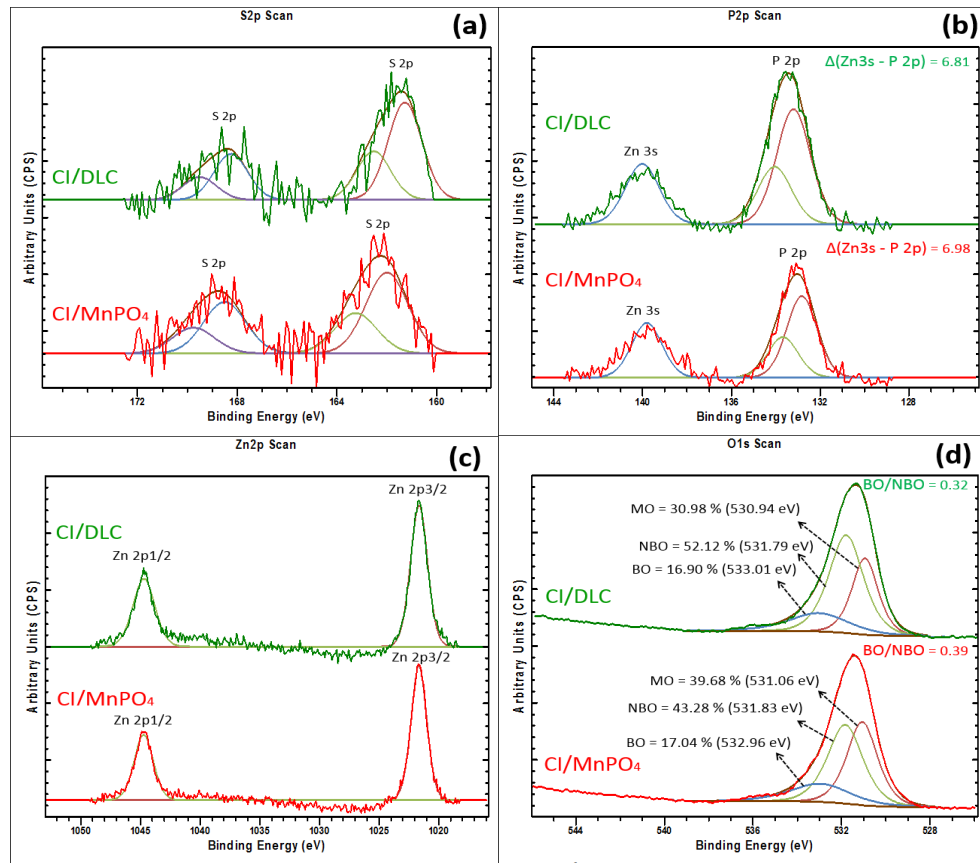 S2p Scan
(a)
S 2p
S 2p
CI/DLC
S 2p
S 2p
CI/MnPO₄
Arbitrary Units (CPS)
172
168
164
160
Binding Energy (eV)
P2p Scan
(b)
Δ(Zn3s - P 2p) = 6.81
P 2p
CI/DLC
Zn 3s
Δ(Zn3s - P 2p) = 6.98
P 2p
CI/MnPO₄
Zn 3s
Arbitrary Units (CPS)
144
140
136
132
128
Binding Energy (eV)
Zn2p Scan
(c)
Zn 2p3/2
CI/DLC
Zn 2p1/2
Zn 2p3/2
CI/MnPO₄
Zn 2p1/2
Arbitrary Units (CPS)
1050
1045
1040
1035
1030
1025
1020
Binding Energy (eV)
O1s Scan
(d)
BO/NBO = 0.32
MO = 30.98 % (530.94 eV)
NBO = 52.12 % (531.79 eV)
BO = 16.90 % (533.01 eV)
CI/DLC
BO/NBO = 0.39
MO = 39.68 % (531.06 eV)
NBO = 43.28 % (531.83 eV)
BO = 17.04 % (532.96 eV)
CI/MnPO₄
Arbitrary Units (CPS)
544
540
536
532
528
Binding Energy (eV)